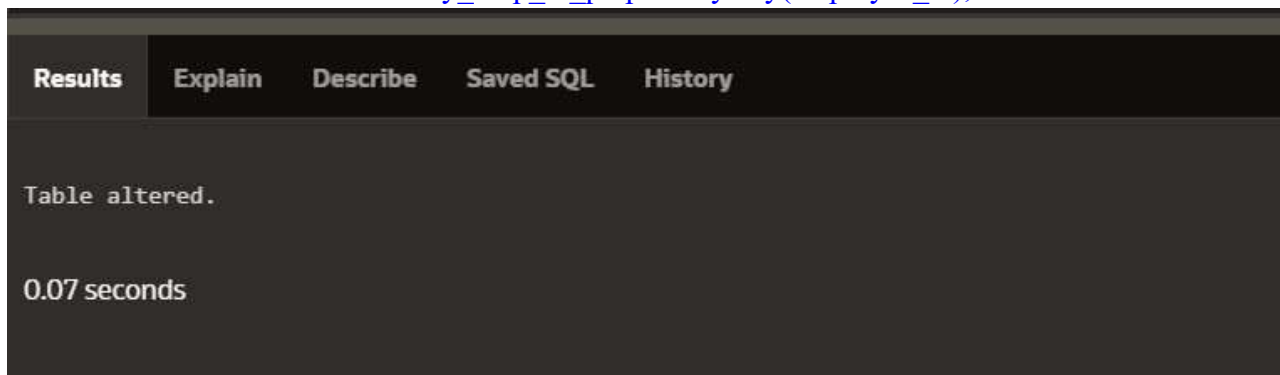 Results Explain Describe Saved SQL History
Table altered.
0.07 seconds